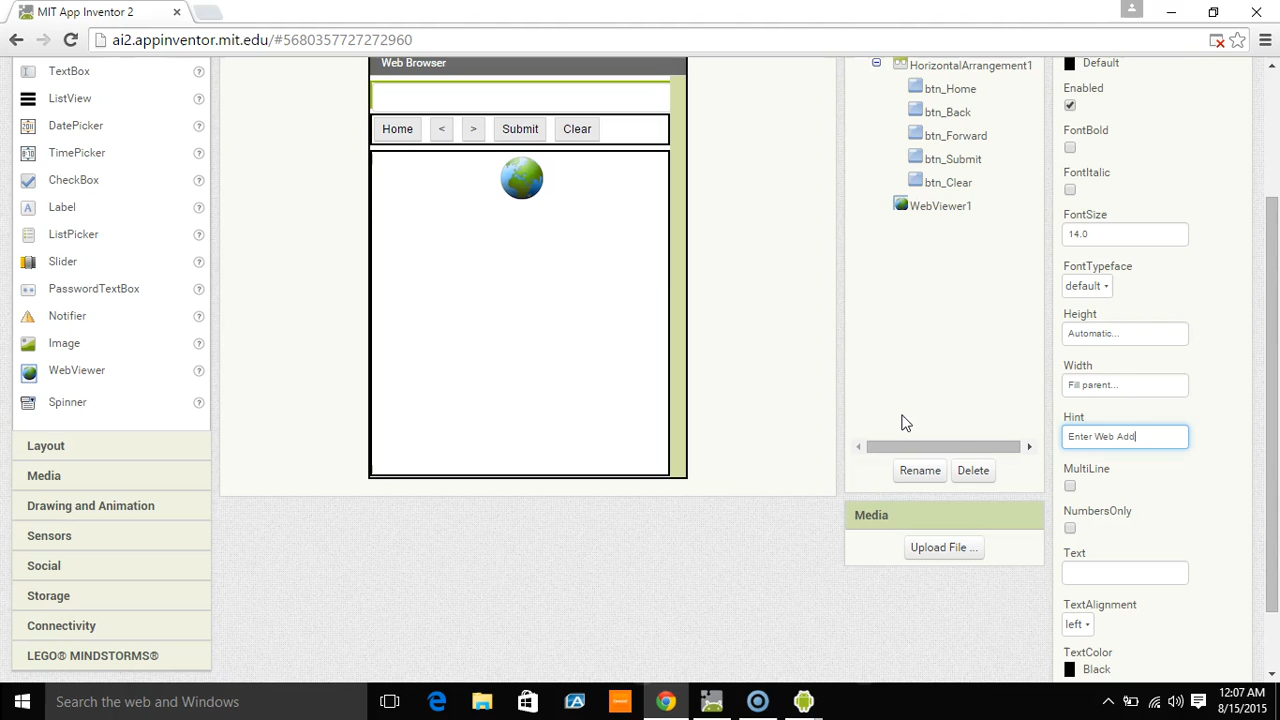 MIT App Inventor 2
ai2.appinventor.mit.edu/#5680357727272960
TextBox
ListView
DatePicker
TimePicker
CheckBox
Label
ListPicker
Slider
PasswordTextBox
Notifier
Image
WebViewer
Spinner
Layout
Media
Drawing and Animation
Sensors
Social
Storage
Connectivity
LEGO® MINDSTORMS®
Web Browser
Home < > Submit Clear
HorizontalArrangement1
btn_Home
btn_Back
btn_Forward
btn_Submit
btn_Clear
WebViewer1
Rename Delete
Media
Upload File ...
Default
Enabled
FontBold
FontItalic
FontSize
14.0
FontTypeface
default
Height
Automatic...
Width
Fill parent...
Hint
Enter Web Add
MultiLine
NumbersOnly
Text
TextAlignment
left
TextColor
Black
Search the web and Windows
12:07 AM
8/15/2015